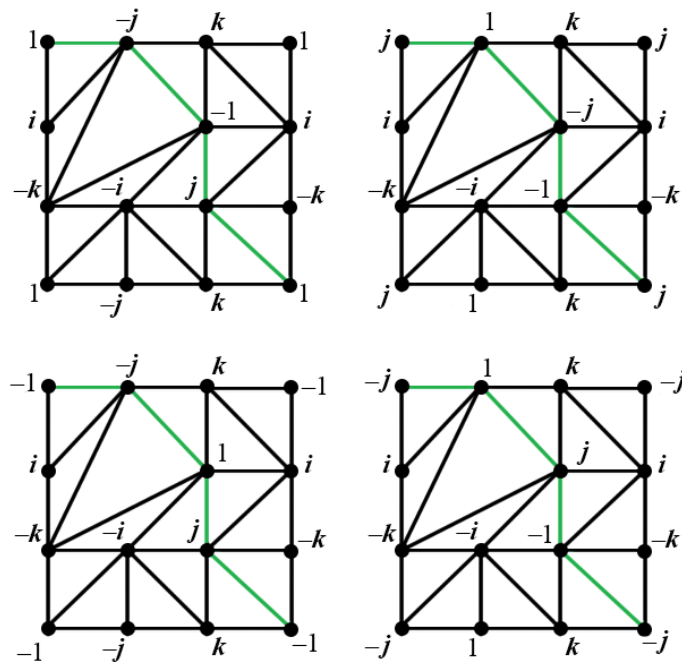 1 –j k 1 j 1 k j
i –1 i i –j i
–k –i j –k –k –i –1 –k
1 –j k 1 j 1 k j
–1 –j k –1 –j 1 k –j
i 1 i i j i
–k –i j –k –k –i –1 –k
–1 –j k –1 –j 1 k –j